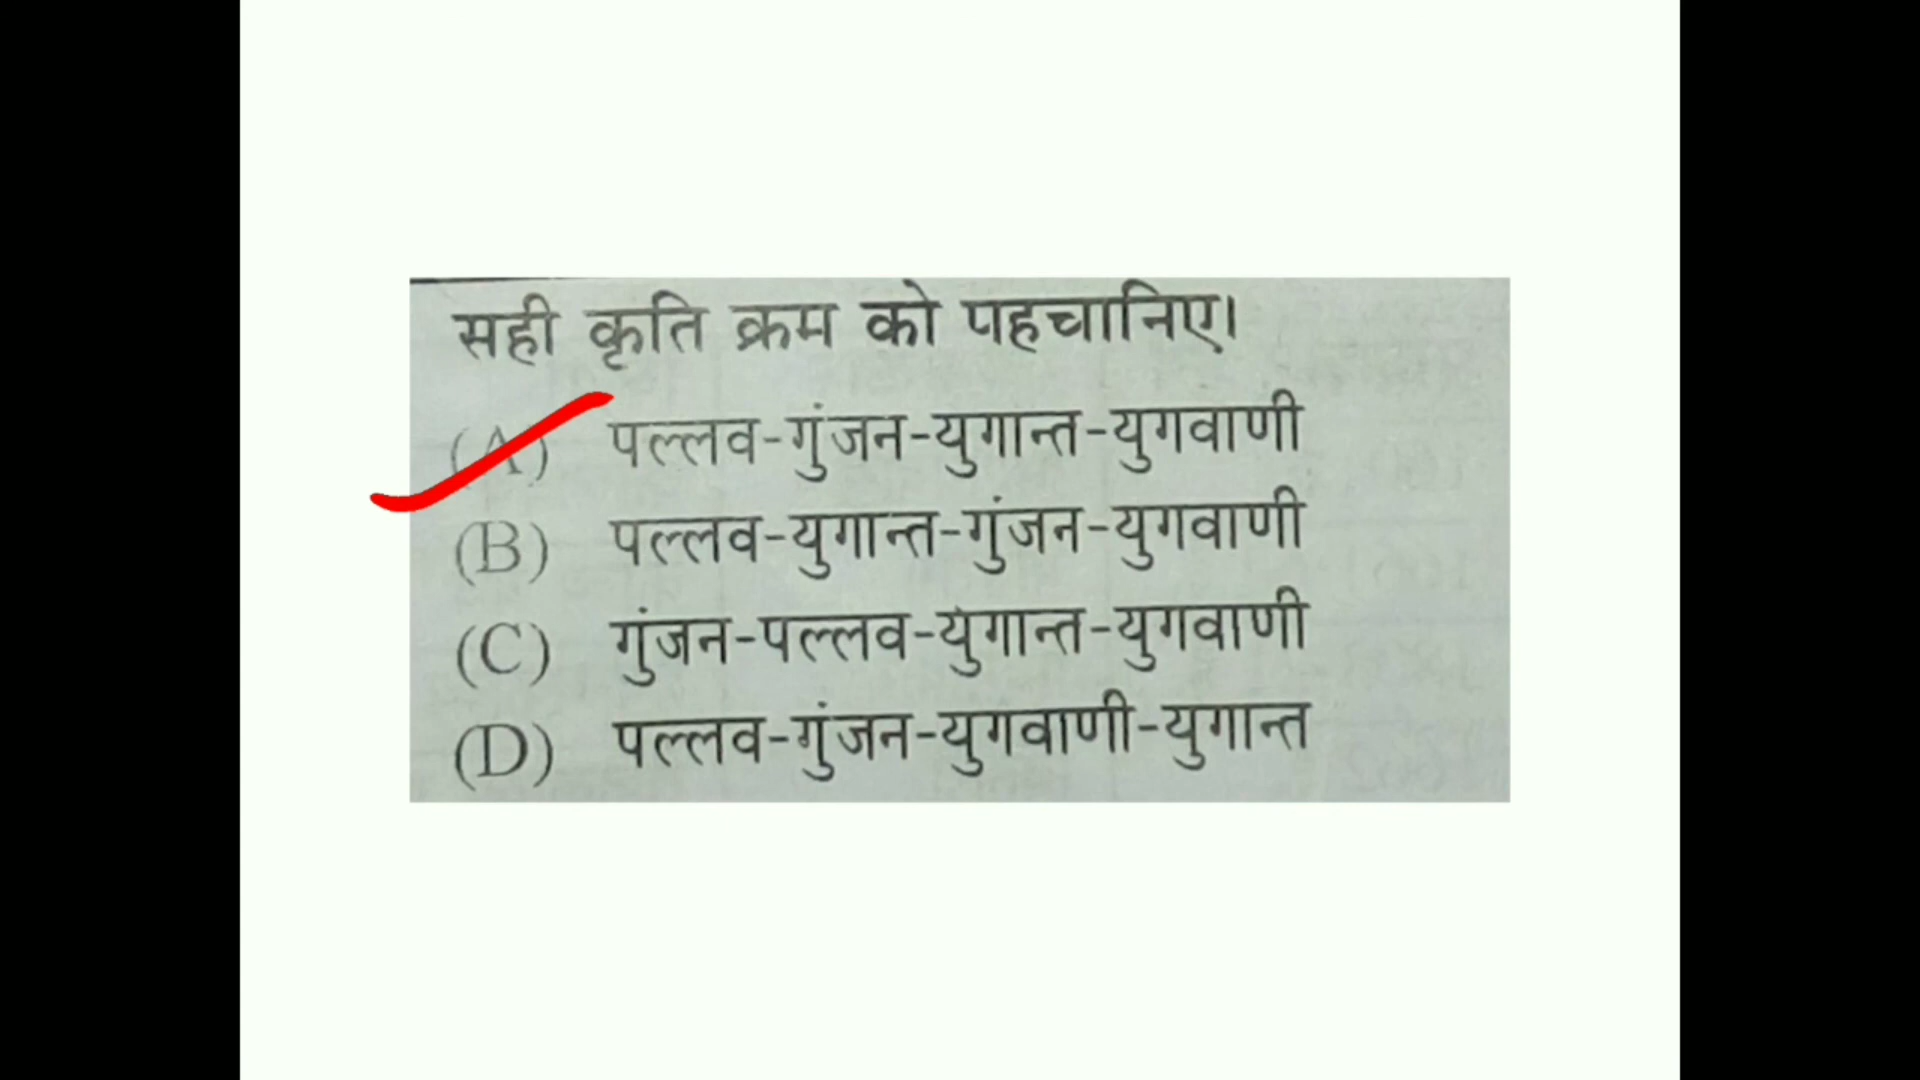 सही कृति क्रम को पहचानिए।
(A) पल्लव-गुंजन-युगान्त-युगवाणी
(B) पल्लव-युगान्त-गुंजन-युगवाणी
(C) गुंजन-पल्लव-युगान्त-युगवाणी
(D) पल्लव-गुंजन-युगवाणी-युगान्त